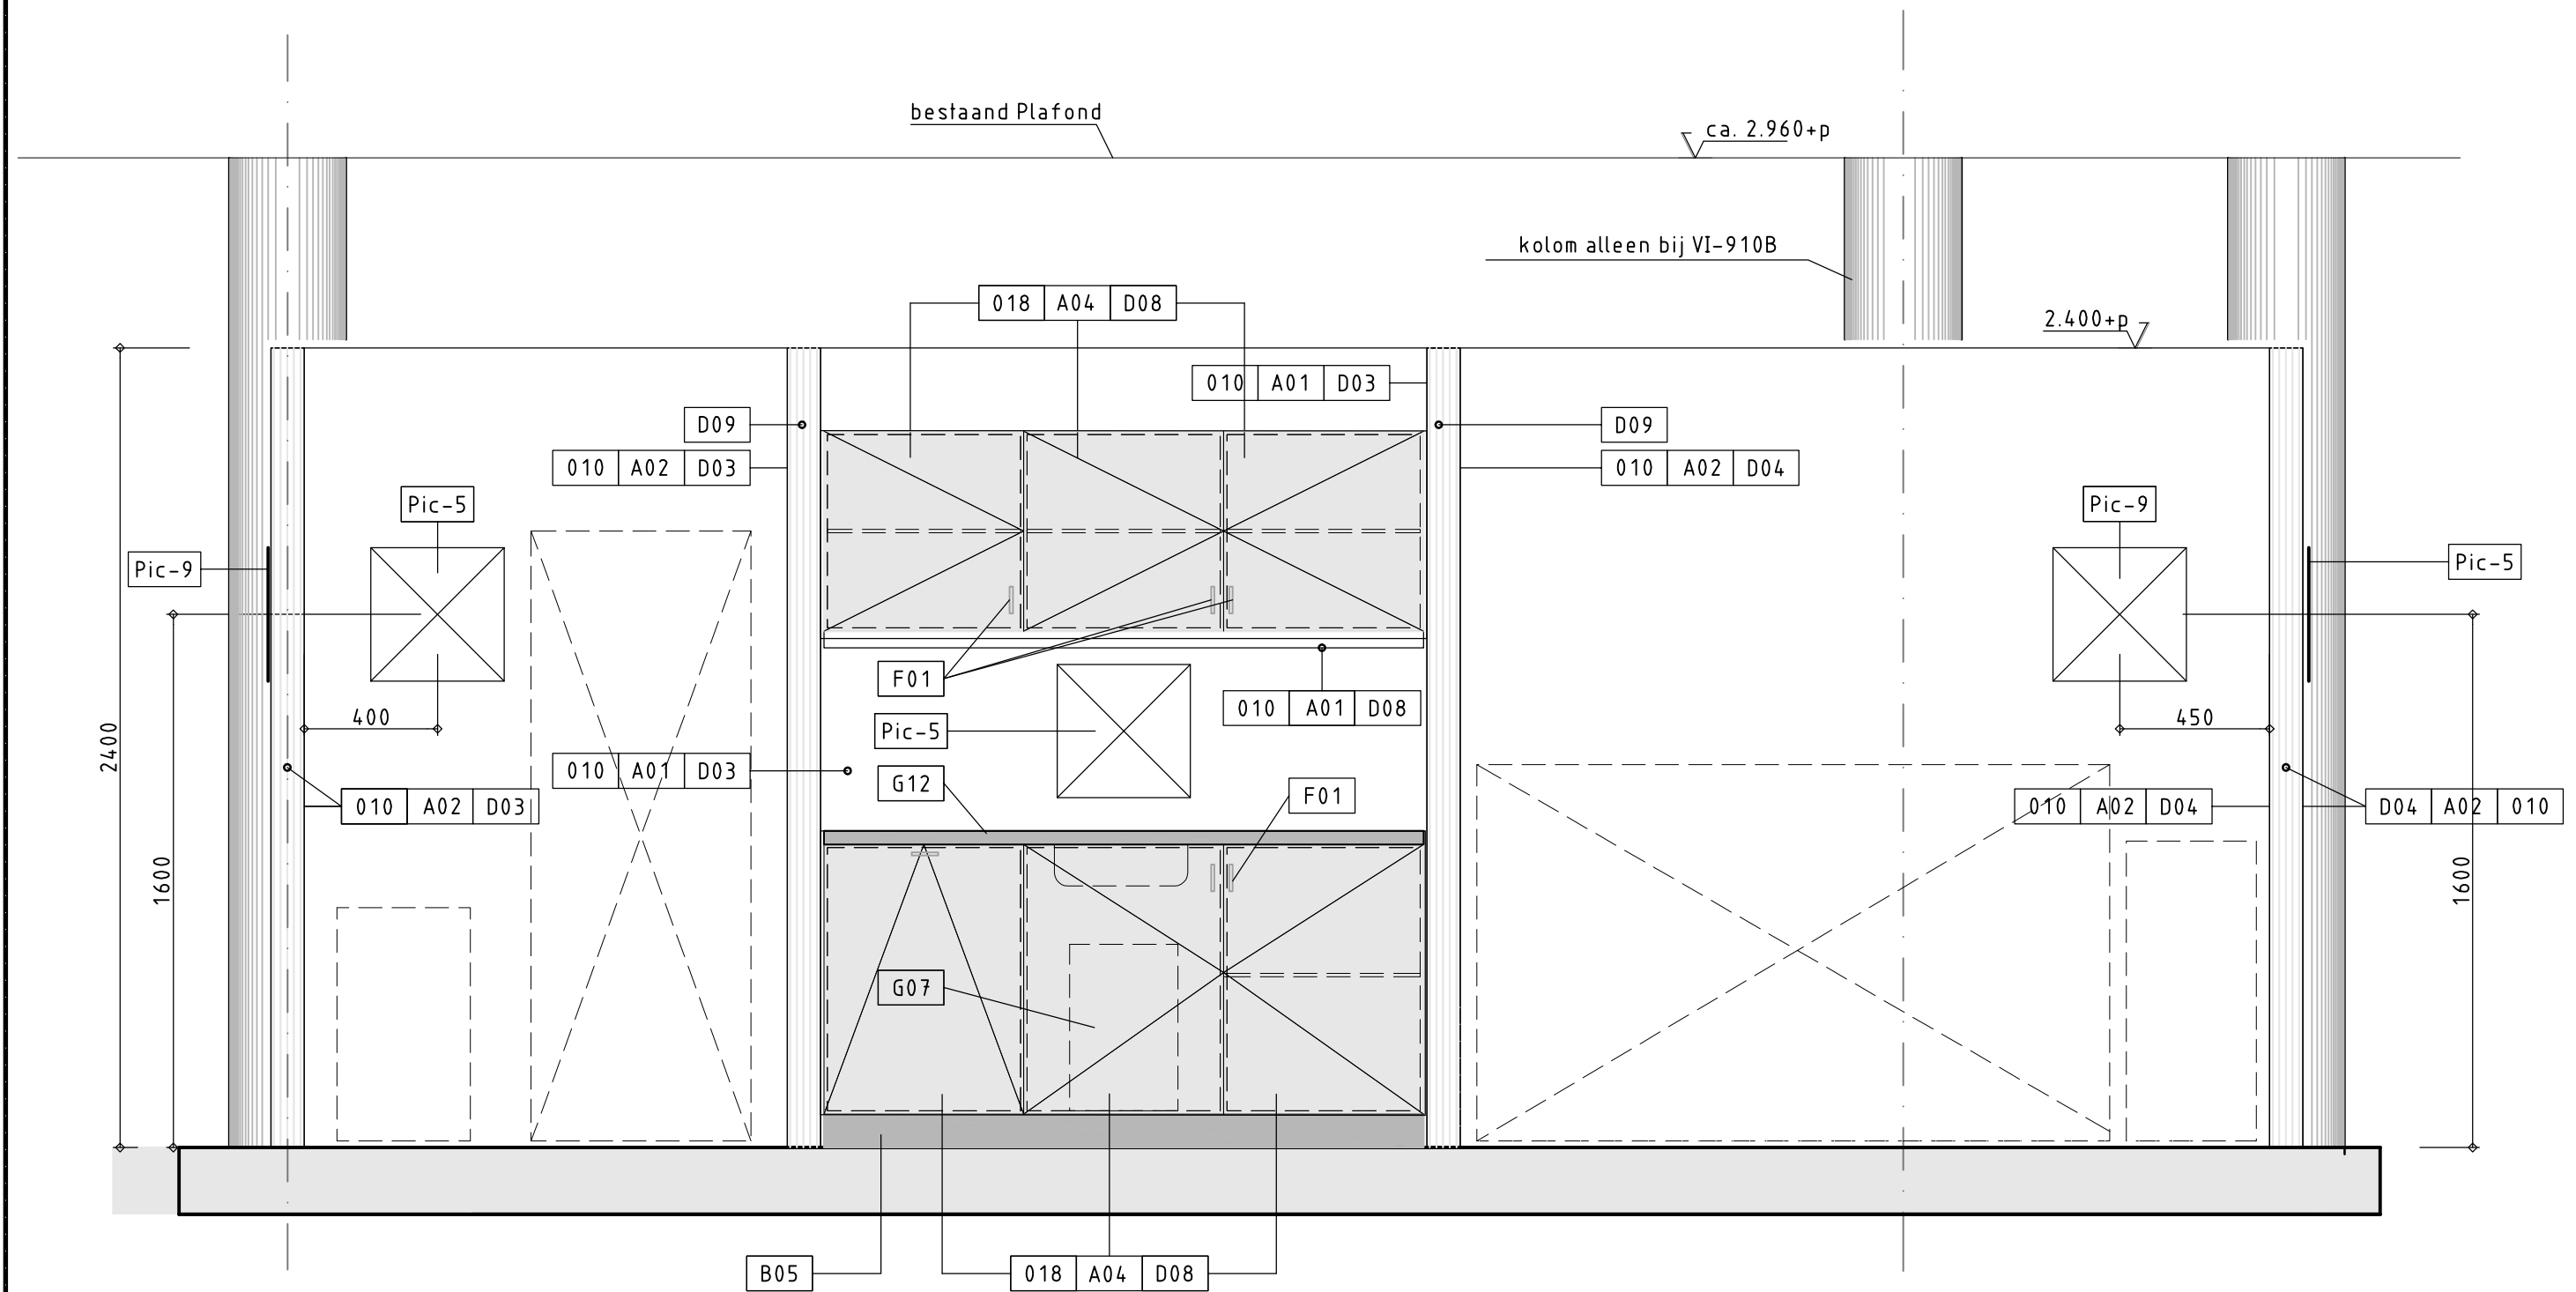 bestaand Plafond
ca. 2.960+p
kolom alleen bij VI-910B
018 A04 D08
2.400+p
010 A01 D03
D09
D09
010 A02 D03
010 A02 D04
Pic-5
Pic-9
Pic-9
Pic-5
F01
010 A01 D08
400
Pic-5
450
2400
010 A01 D03
G12
F01
010 A02 D03
010 A02 D04
D04 A02 010
1600
1600
G07
B05
018 A04 D08